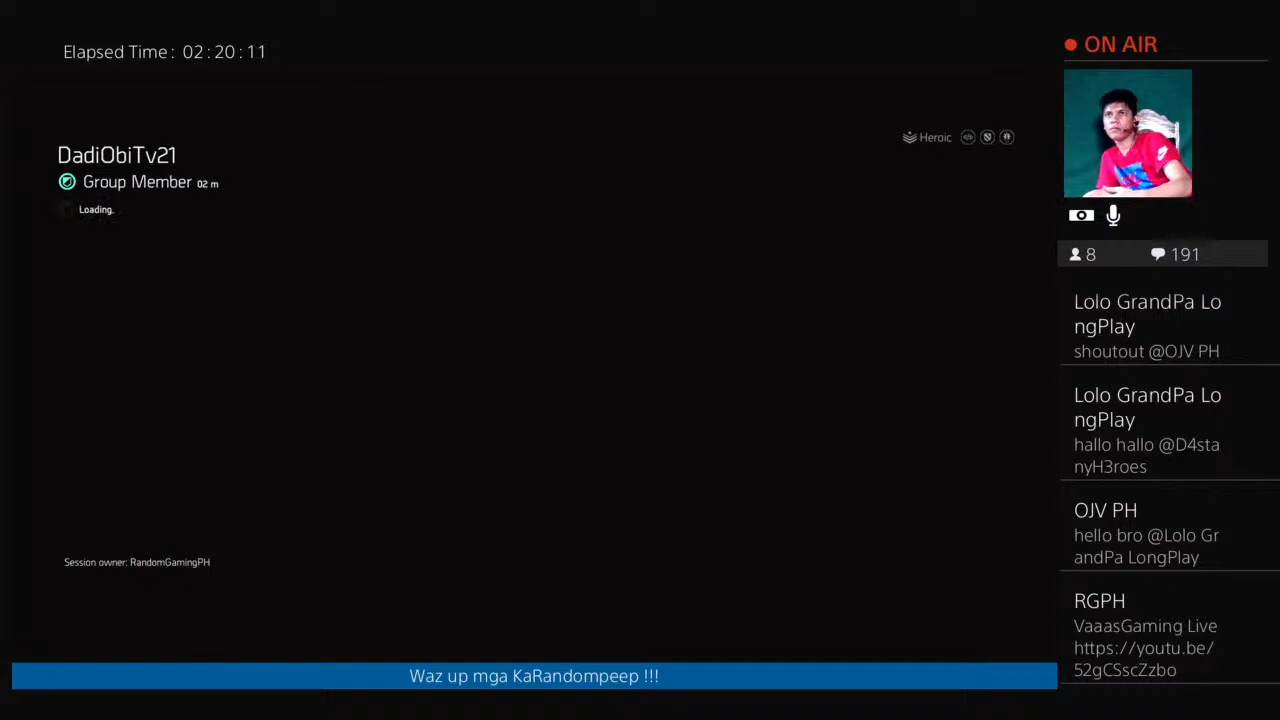 Elapsed Time: 02:20:11
ON AIR
DadiObiTv21
Group Member 02 m
Loading.
Heroic
8
191
Lolo GrandPa Lo
ngPlay
shoutout @OJV PH
Lolo GrandPa Lo
ngPlay
hallo hallo @D4sta
nyH3roes
OJV PH
hello bro @Lolo Gr
andPa LongPlay
RGPH
VaaasGaming Live
https://youtu.be/
52gCSscZzbo
Session owner: RandomGamingPH
Waz up mga KaRandompeep !!!